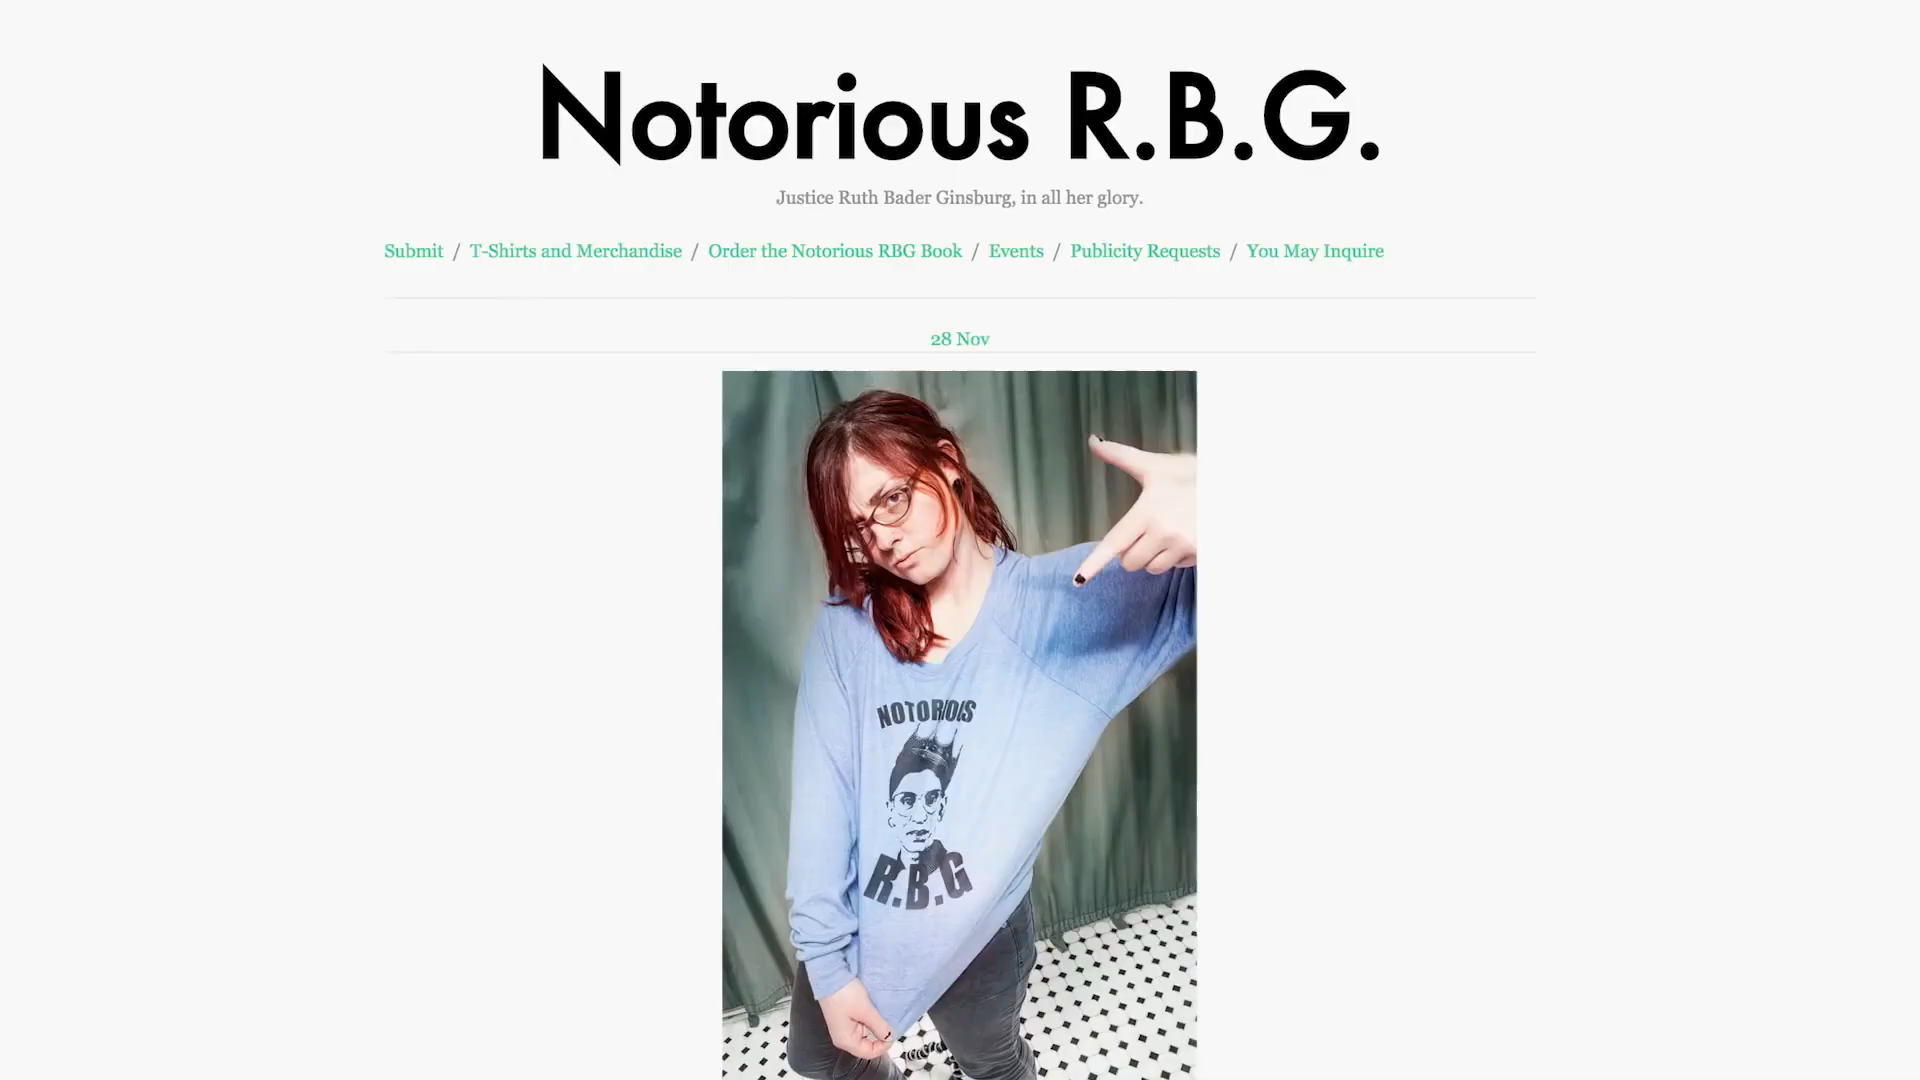 Notorious R.B.G.
Justice Ruth Bader Ginsburg, in all her glory.
Submit / T-Shirts and Merchandise / Order the Notorious RBG Book / Events / Publicity Requests / You May Inquire
28 Nov
NOTORIOUS
R.B.G